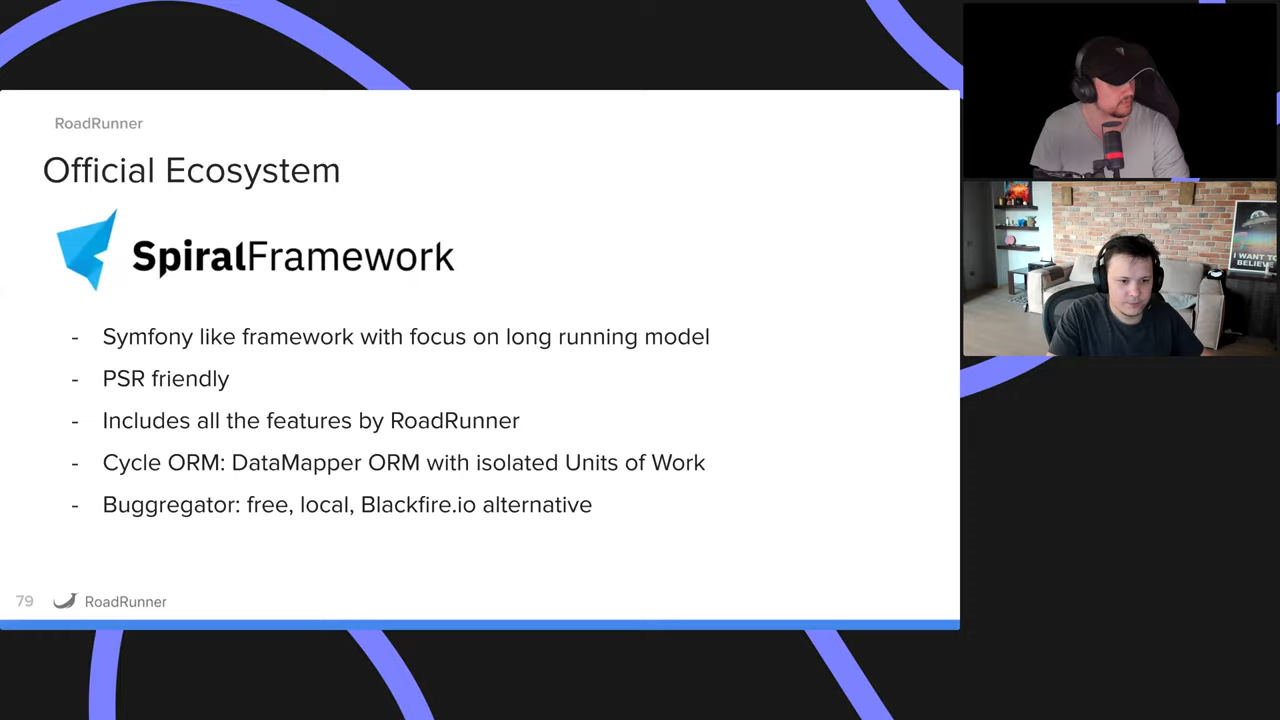 RoadRunner
Official Ecosystem
SpiralFramework
- Symfony like framework with focus on long running model
- PSR friendly
- Includes all the features by RoadRunner
- Cycle ORM: DataMapper ORM with isolated Units of Work
- Buggregator: free, local, Blackfire.io alternative
79 RoadRunner
I WANT TO
BELIEVE